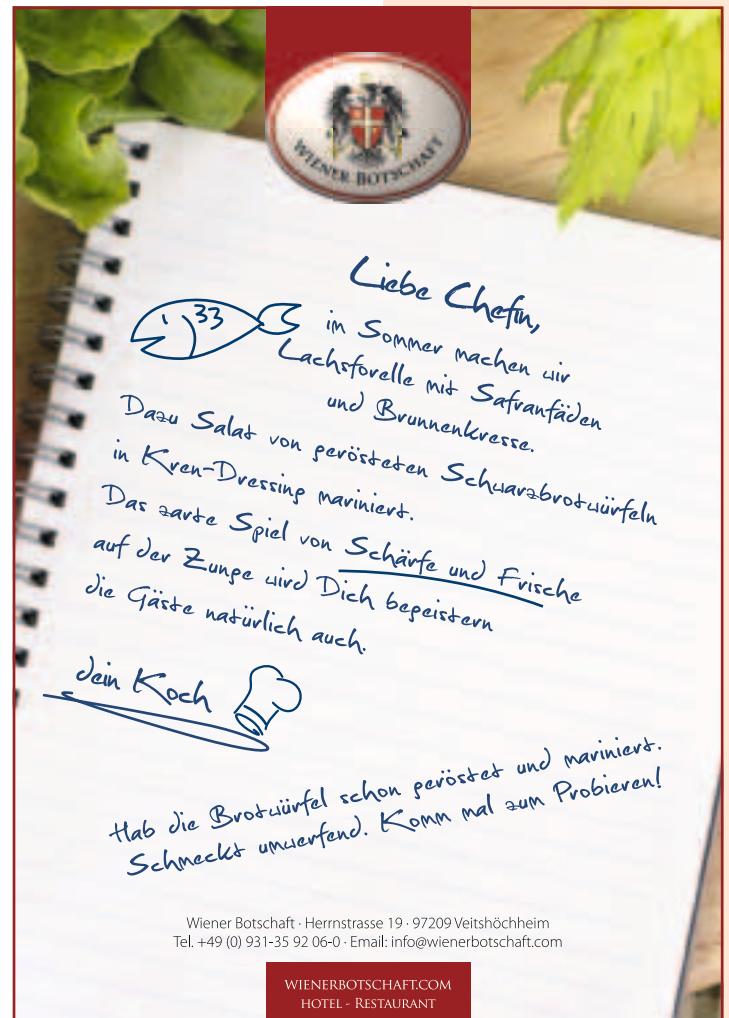 WIENER BOTSCHAFT
Liebe Chefin,
33
im Sommer machen wir
Lachsforelle mit Safranfäden
und Brunnenkresse.
Dazu Salat von gerösteten Schwarzbrotwürfeln
in Kren-Dressing mariniert.
Das zarte Spiel von Schärfe und Frische
auf der Zunge wird Dich begeistern
die Gäste natürlich auch.
dein Koch
Hab die Brotwürfel schon geröstet und mariniert.
Schmeckt umwerfend. Komm mal zum Probieren!
Wiener Botschaft · Herrnstrasse 19 · 97209 Veitshöchheim
Tel. +49 (0) 931-35 92 06-0 · Email: info@wienerbotschaft.com
WIENERBOTSCHAFT.COM
HOTEL - RESTAURANT